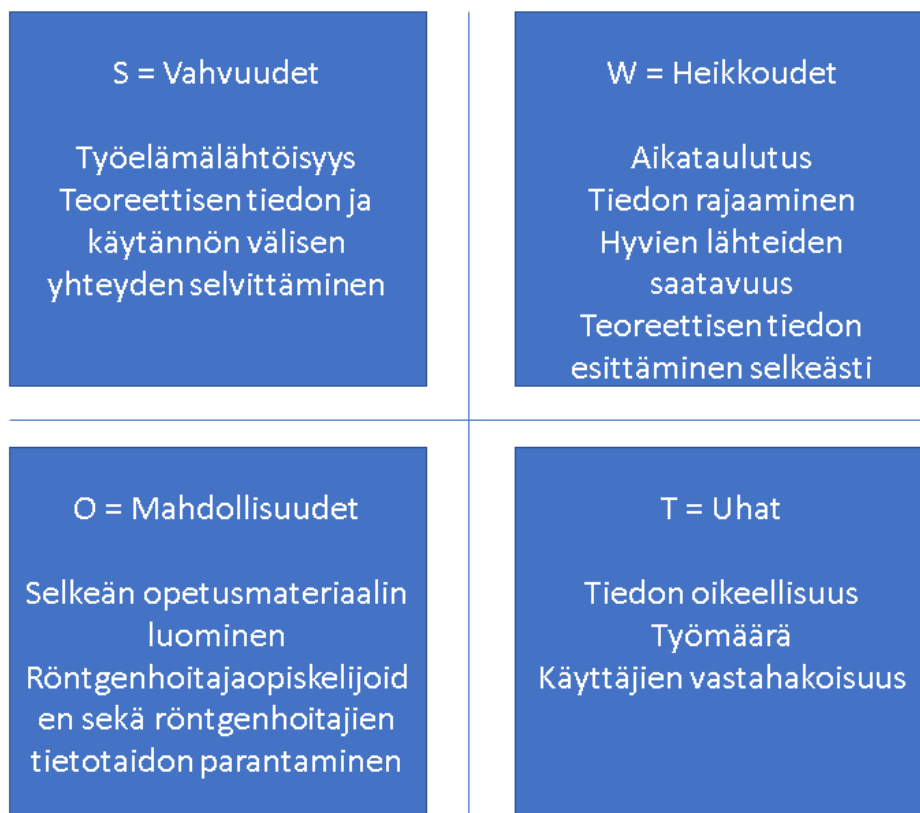 S = Vahvuudet
Työelämälähtöisyys
Teoreettisen tiedon ja
käytännön välisen
yhteyden selvittäminen
W = Heikkoudet
Aikataulutus
Tiedon rajaaminen
Hyvien lähteiden
saatavuus
Teoreettisen tiedon
esittäminen selkeästi
O = Mahdollisuudet
Selkeän opetusmateriaalin
luominen
Röntgenhoitajaopiskelijoid
en sekä röntgenhoitajien
tietotaidon parantaminen
T = Uhat
Tiedon oikeellisuus
Työmäärä
Käyttäjien vastahakoisuus